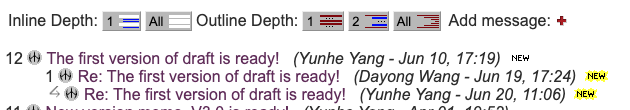 Inline Depth: 1 All Outline Depth: 1 2 All Add message:
12 The first version of draft is ready! (Yunhe Yang - Jun 10, 17:19) NEW
1 Re: The first version of draft is ready! (Dayong Wang - Jun 19, 17:24) NEW
Re: The first version of draft is ready! (Yunhe Yang - Jun 20, 11:06) NEW